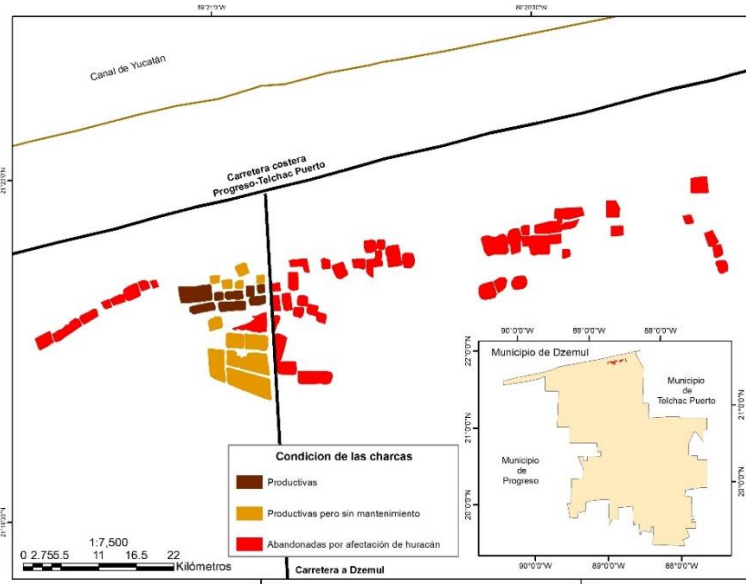 89°21'0"W
89°20'30"W
Canal de Yucatán
Carretera costera
Progreso-Telchac Puerto
90°0'0"W
89°0'0"W
88°0'0"W
Municipio de Dzemul
Municipio
de
Telchac Puerto
Municipio
de
Progreso
22°0'0"N
21°0'0"N
20°0'0"N
21°0'0"N
20°0'0"N
90°0'0"W
89°0'0"W
88°0'0"W
Condicion de las charcas
Productivas
Productivas pero sin mantenimiento
Abandonadas por afectación de huracán
1:7,500
0 2.755.5 11 16.5 22
Kilómetros
Carretera a Dzemul